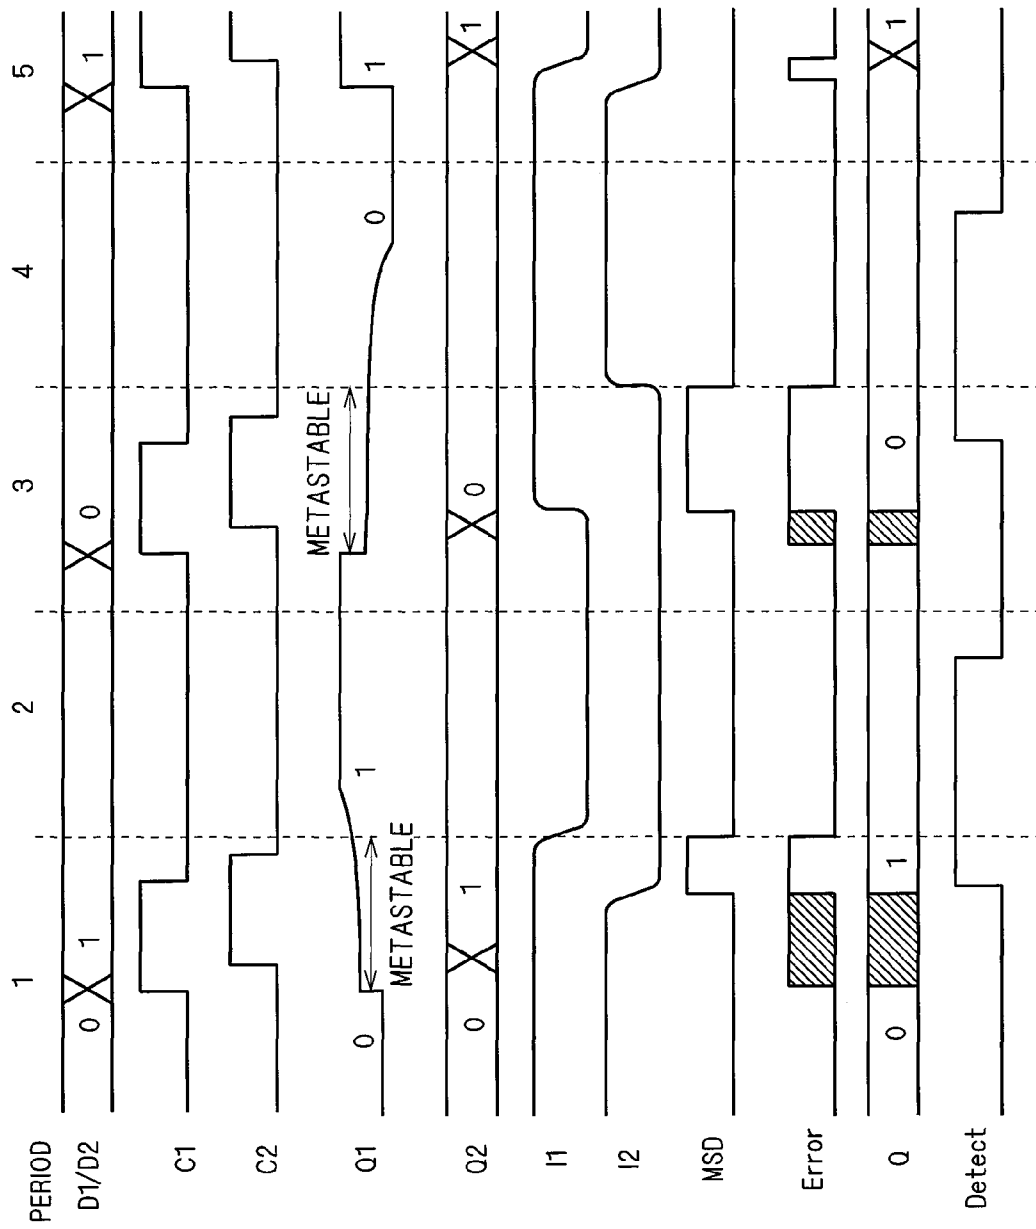 PERIOD 1 2 3 4 5
D1/D2 0 1 0 1
C1
C2
Q1 0 METASTABLE 1 METASTABLE 0 1
Q2 0 1 0 1
I1
I2
MSD
Error
Q 0 1 0 1
Detect